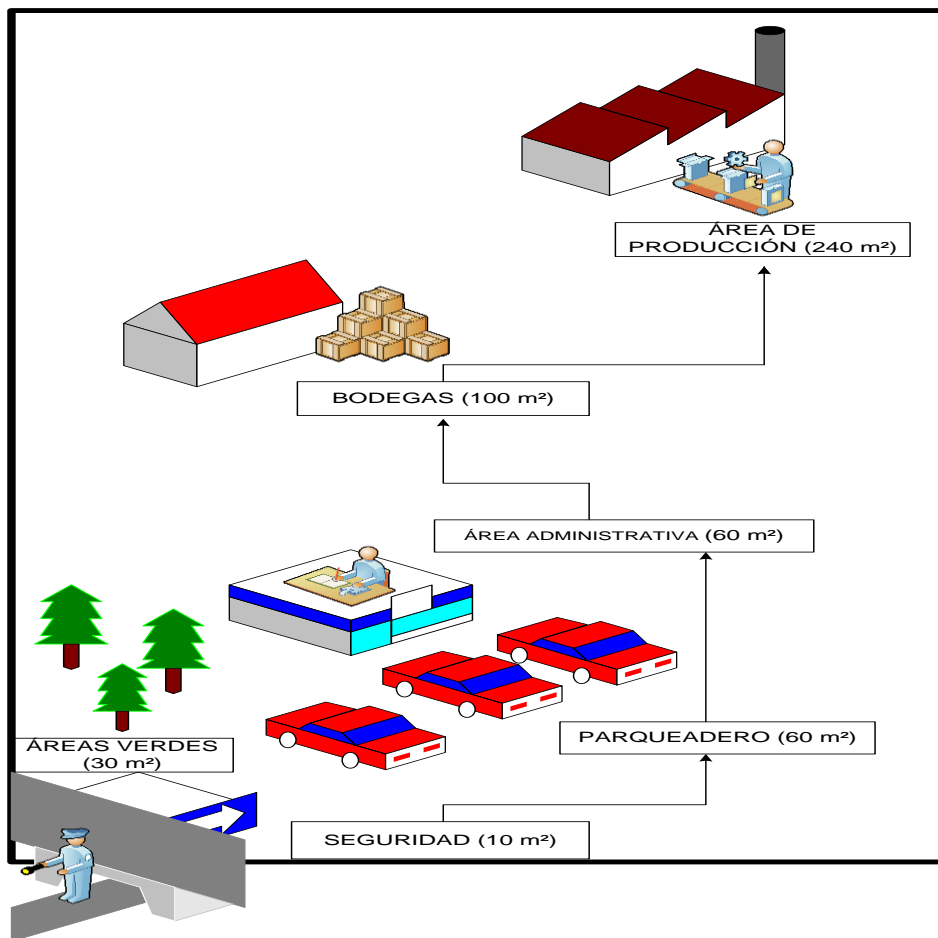 ÁREA DE
PRODUCCIÓN (240 m²)
BODEGAS (100 m²)
ÁREA ADMINISTRATIVA (60 m²)
ÁREAS VERDES
(30 m²)
PARQUEADERO (60 m²)
SEGURIDAD (10 m²)